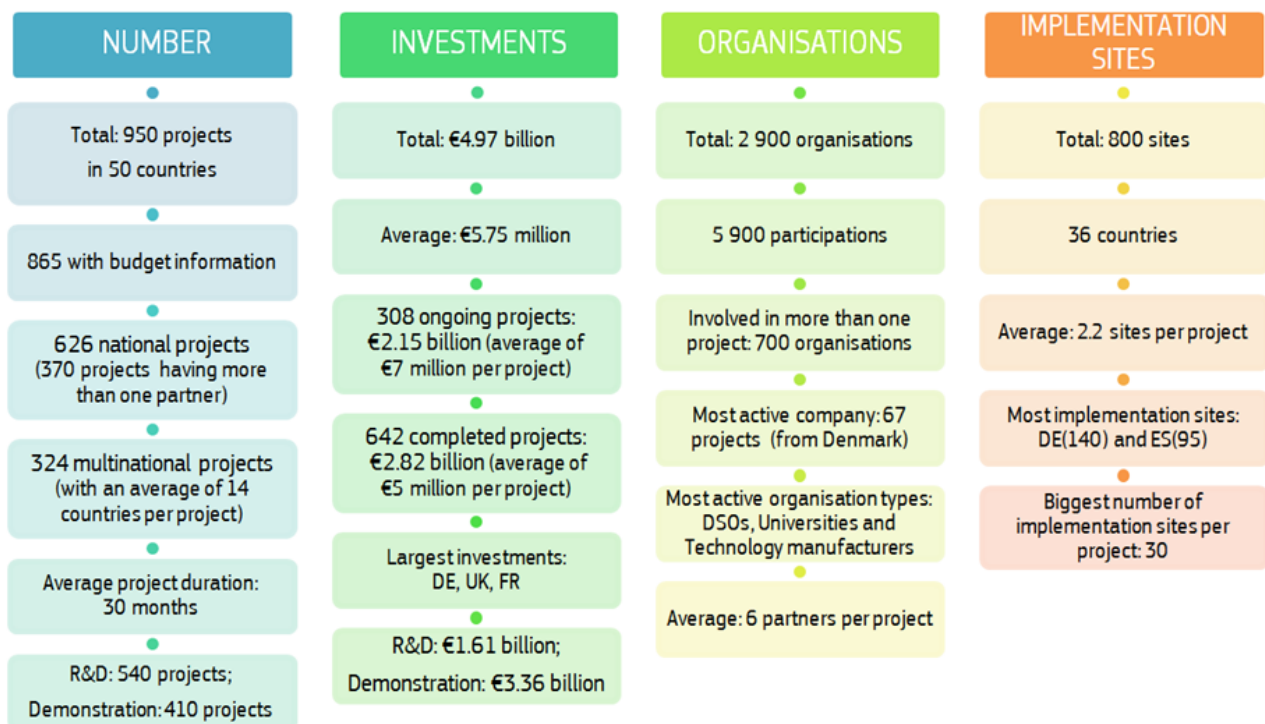 NUMBER
Total: 950 projects
in 50 countries
865 with budget information
626 national projects
(370 projects having more
than one partner)
324 multinational projects
(with an average of 14
countries per project)
Average project duration:
30 months
R&D: 540 projects;
Demonstration: 410 projects
INVESTMENTS
Total: €4.97 billion
Average: €5.75 million
308 ongoing projects:
€2.15 billion (average of
€7 million per project)
642 completed projects:
€2.82 billion (average of
€5 million per project)
Largest investments:
DE, UK, FR
R&D: €1.61 billion;
Demonstration: €3.36 billion
ORGANISATIONS
Total: 2 900 organisations
5 900 participations
Involved in more than one
project: 700 organisations
Most active company: 67
projects (from Denmark)
Most active organisation types:
DSOs, Universities and
Technology manufacturers
Average: 6 partners per project
IMPLEMENTATION
SITES
Total: 800 sites
36 countries
Average: 2.2 sites per project
Most implementation sites:
DE(140) and ES(95)
Biggest number of
implementation sites per
project: 30